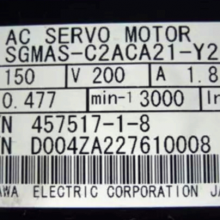 AC SERVO MOTOR
SGMAS-C2ACA21-Y2
150 V 200 A 1.8
0.477 min-1 3000 In
N 457517-1-8
N D004ZA227610008
AWA ELECTRIC CORPORATION JA